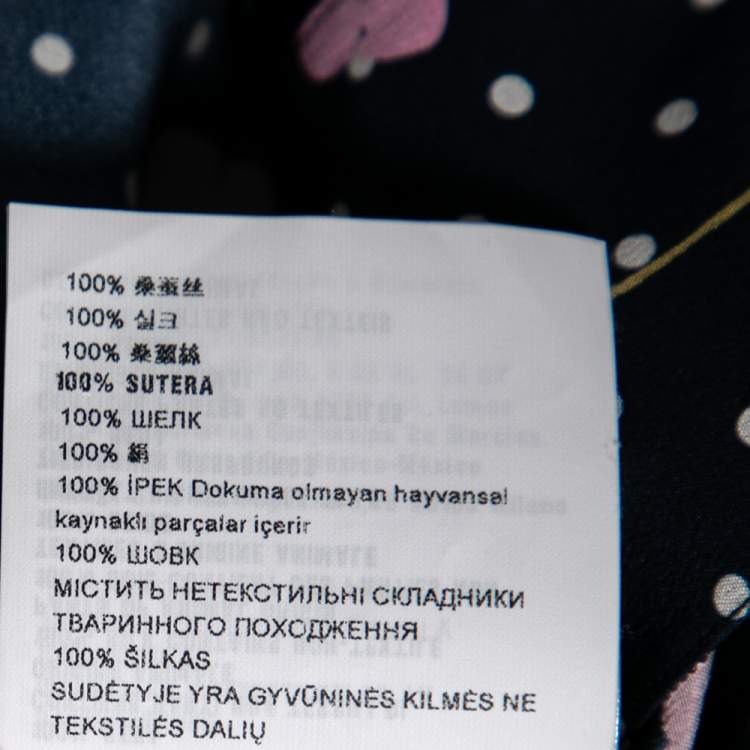 100% 桑蚕丝
100% 실크
100% 桑蠶絲
100% SUTERA
100% ШЕЛК
100% 絹
100% İPEK Dokuma olmayan hayvansal
kaynaklı parçalar içerir
100% ШОВК
МІСТИТЬ НЕТЕКСТИЛЬНІ СКЛАДНИКИ
ТВАРИННОГО ПОХОДЖЕННЯ
100% ŠILKAS
SUDĖTYJE YRA GYVŪNINĖS KILMĖS NE
TEKSTILĖS DALIŲ